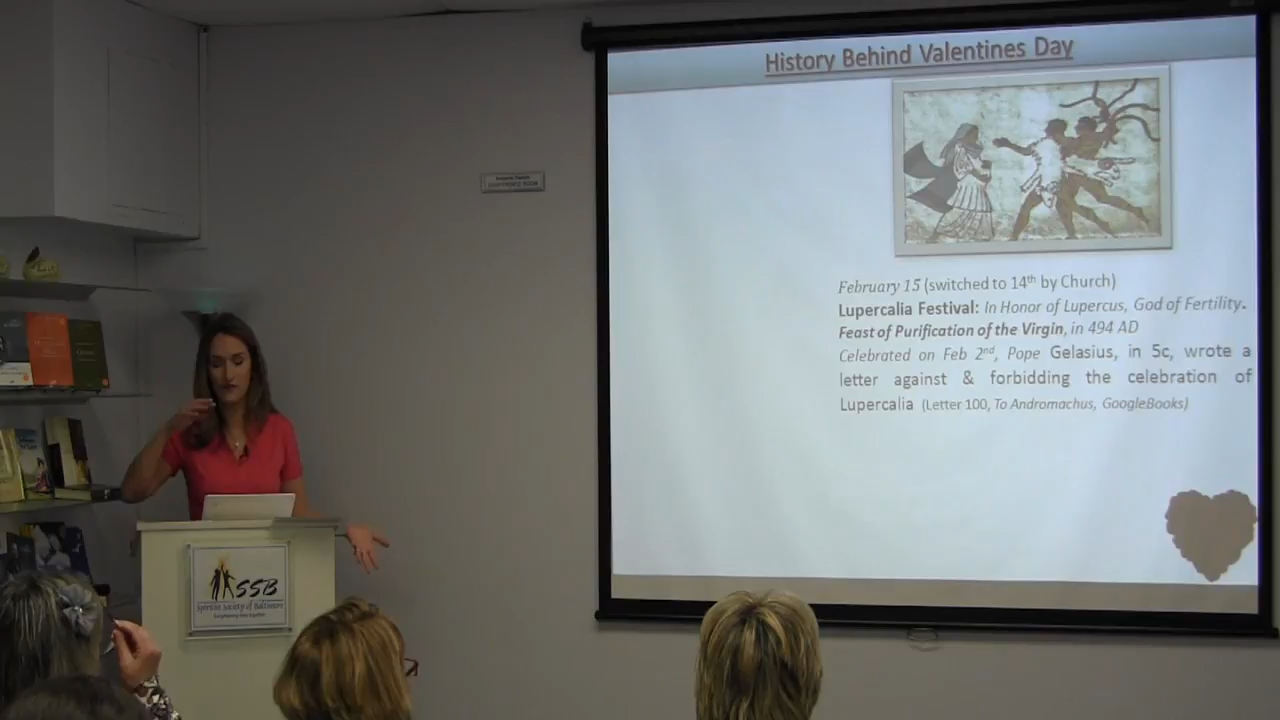 History Behind Valentines Day
February 15 (switched to 14th by Church)
Lupercalia Festival: In Honor of Lupercus, God of Fertility.
Feast of Purification of the Virgin, in 494 AD
Celebrated on Feb 2nd, Pope Gelasius, in 5c, wrote a
letter against & forbidding the celebration of
Lupercalia (Letter 100, To Andromachus, GoogleBooks)
SSB
Spiritist Society of Baltimore